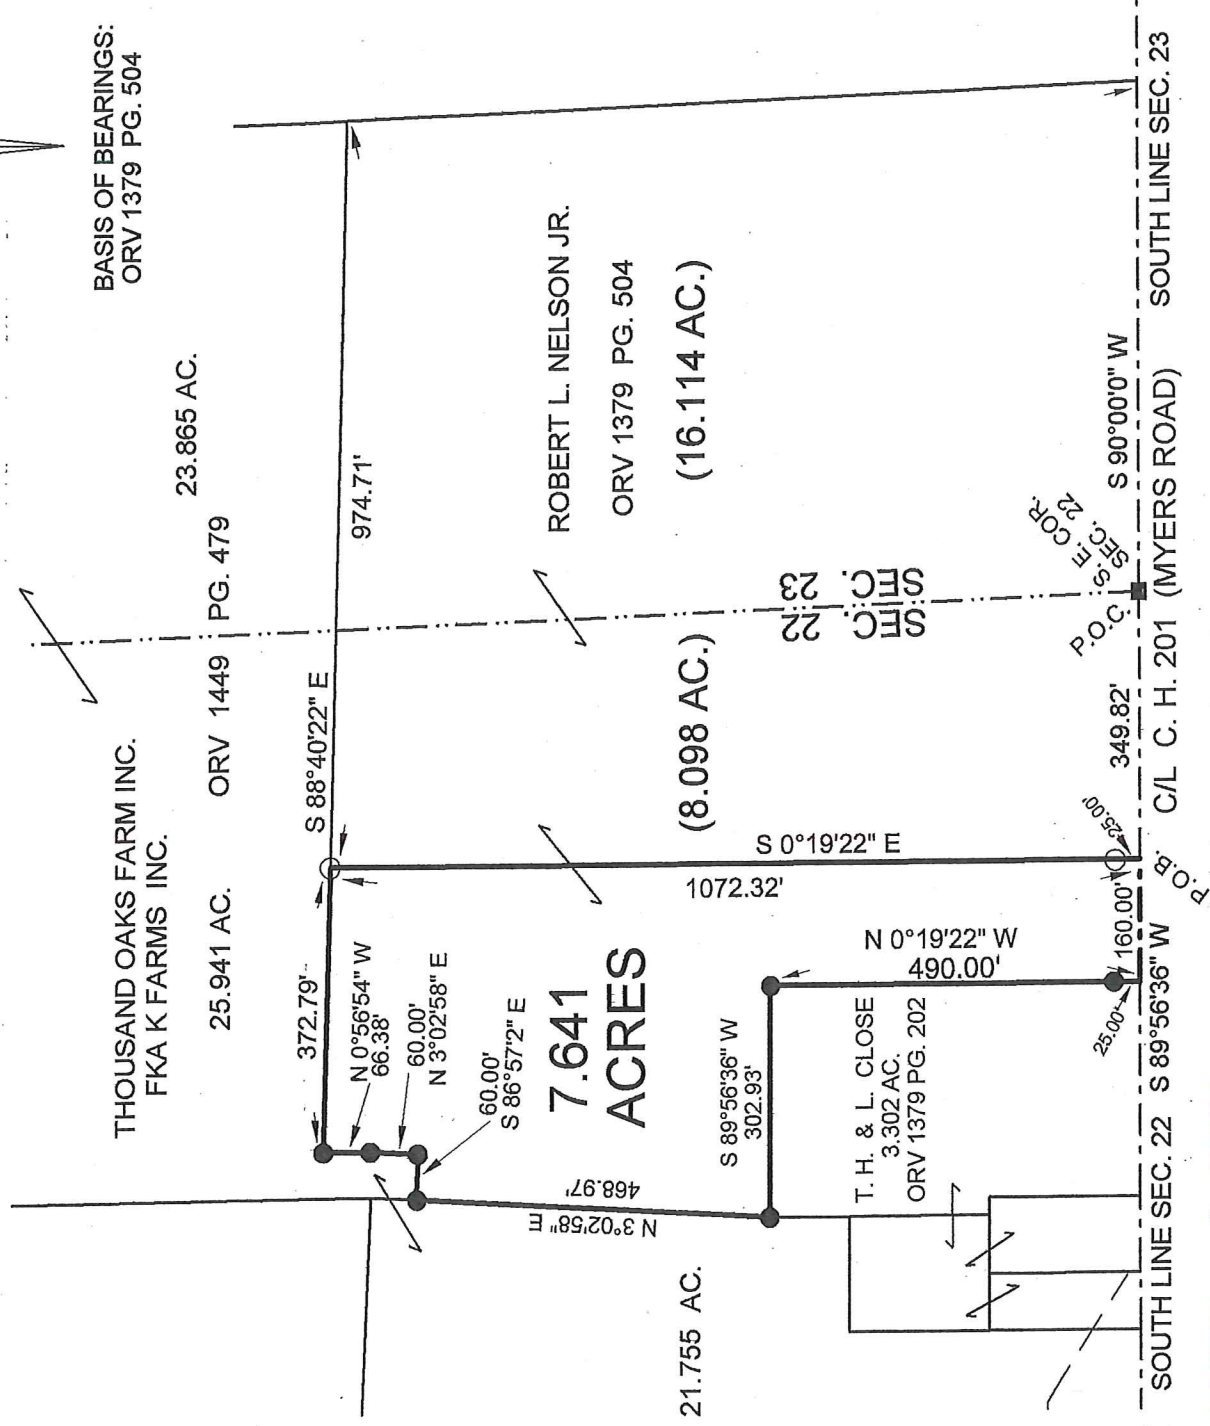 BASIS OF BEARINGS:
ORV 1379 PG. 504
THOUSAND OAKS FARM INC.
FKA K FARMS INC.
25.941 AC.
ORV 1449 PG. 479
23.865 AC.
372.79'
S 88°40'22" E
974.71'
N 0°56'54" W
66.38'
60.00'
N 3°02'58" E
60.00'
S 86°57'2" E
7.641
ACRES
468.97'
N 3°02'58" E
ROBERT L. NELSON JR.
ORV 1379 PG. 504
(16.114 AC.)
(8.098 AC.)
SEC. 23
SEC. 22
S 0°19'22" E
1072.32'
S 89°56'36" W
302.93'
N 0°19'22" W
490.00'
T. H. & L. CLOSE
3.302 AC.
ORV 1379 PG. 202
21.755 AC.
25.00'
160.00'
25.00'
P.O.B.
349.82'
P.O.C.
S. E. COR.
SEC. 22
S 90°00'0" W
SOUTH LINE SEC. 22 S 89°56'36" W
C/L C. H. 201 (MYERS ROAD)
SOUTH LINE SEC. 23